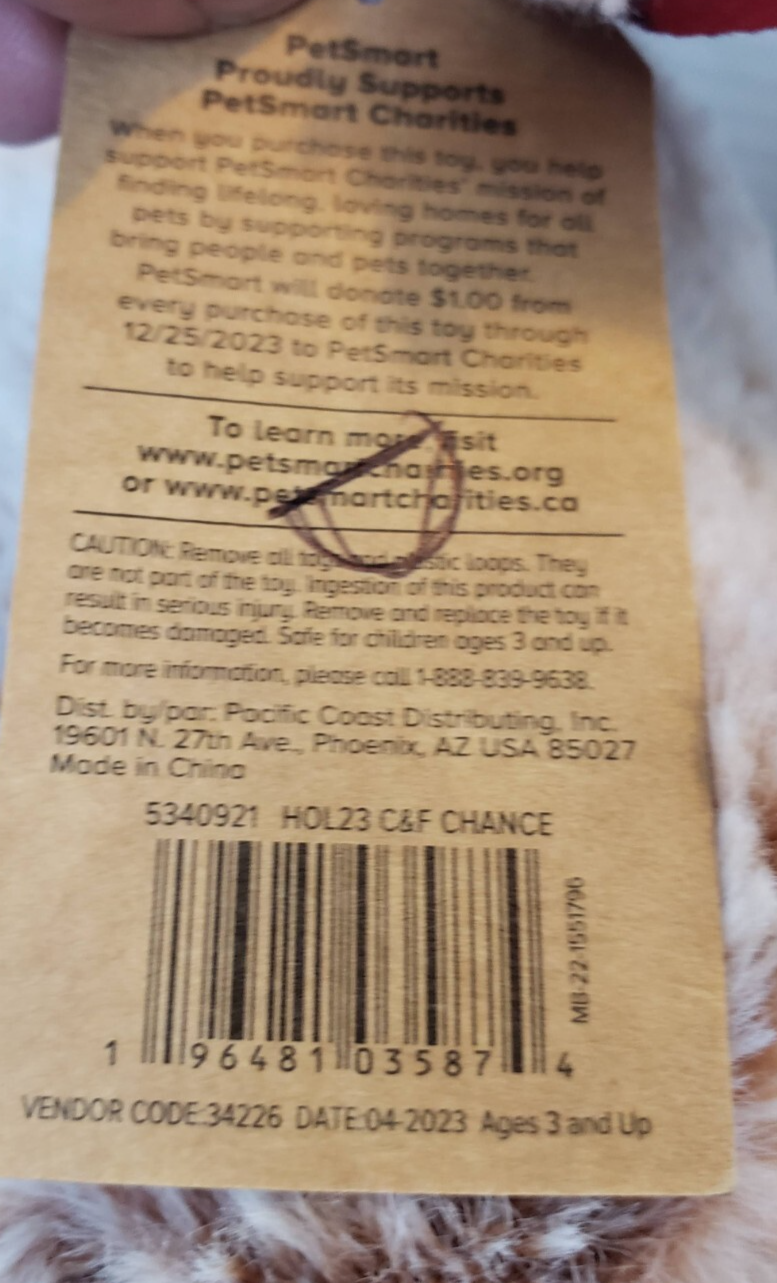 PetSmart
Proudly Supports
PetSmart Charities
When you purchase this toy, you help
support PetSmart Charities' mission of
finding lifelong, loving homes for all
pets by supporting programs that
bring people and pets together.
PetSmart will donate $1.00 from
every purchase of this toy through
12/25/2023 to PetSmart Charities
to help support its mission.
To learn more visit
www.petsmartcharities.org
or www.petsmartcharities.ca
CAUTION: Remove all tags and plastic loops. They
are not part of the toy. Ingestion of this product can
result in serious injury. Remove and replace the toy if it
becomes damaged. Safe for children ages 3 and up.
For more information, please call 1-888-839-9638.
Dist. by/par: Pacific Coast Distributing, Inc.
19601 N. 27th Ave., Phoenix, AZ USA 85027
Made in China
5340921 HOL23 C&F CHANCE
MB-22-1551796
1 96481 03587 4
VENDOR CODE:34226 DATE:04-2023 Ages 3 and Up